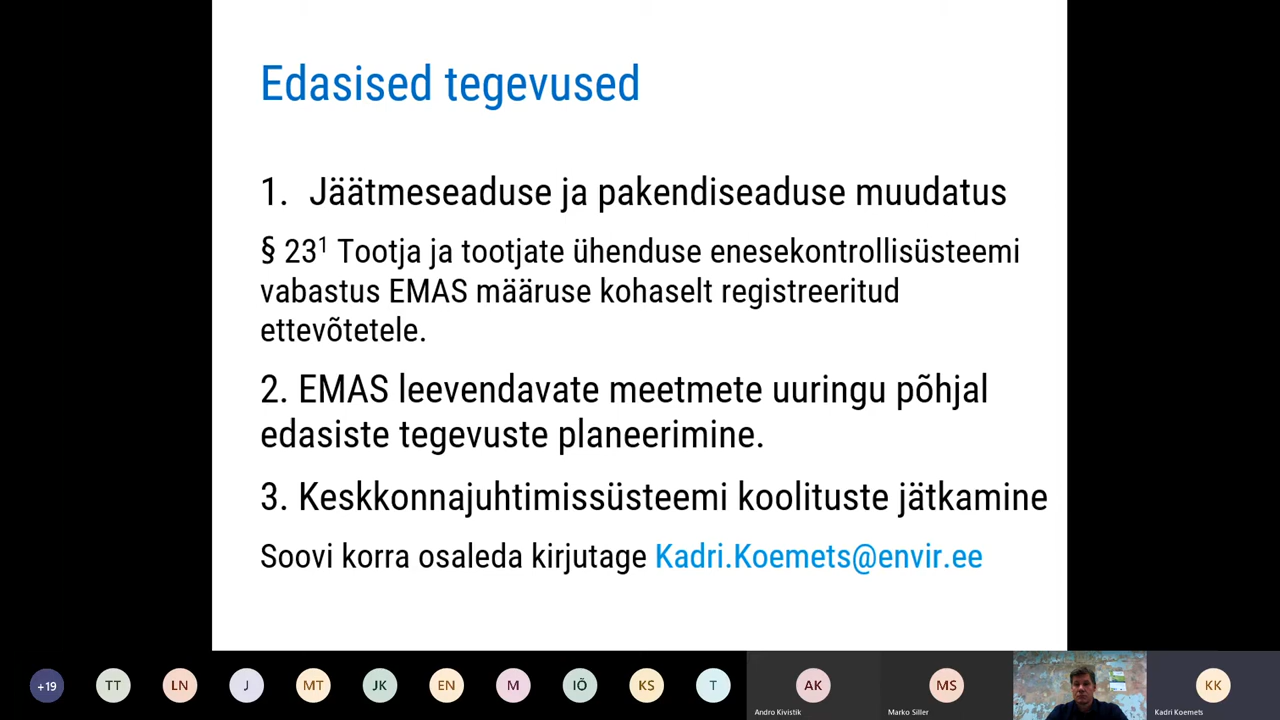 Edasised tegevused
1. Jäätmeseaduse ja pakendiseaduse muudatus
§ 23¹ Tootja ja tootjate ühenduse enesekontrollisüsteemi
vabastus EMAS määruse kohaselt registreeritud
ettevõtetele.
2. EMAS leevendavate meetmete uuringu põhjal
edasiste tegevuste planeerimine.
3. Keskkonnajuhtimissüsteemi koolituste jätkamine
Soovi korra osaleda kirjutage Kadri.Koemets@envir.ee
+19 TT LN J MT JK EN M IÕ KS T AK MS KK
Andro Kivistik Marko Siller Kadri Koemets